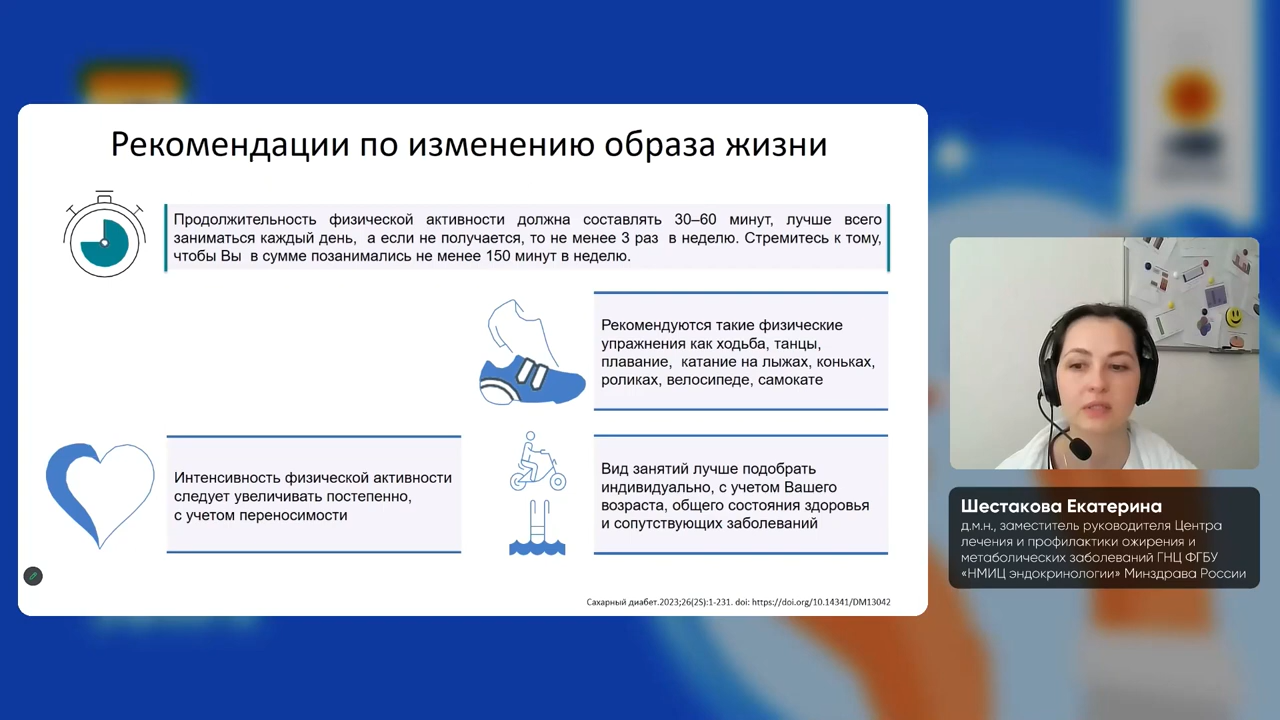 Рекомендации по изменению образа жизни
Продолжительность физической активности должна составлять 30–60 минут, лучше всего
заниматься каждый день, а если не получается, то не менее 3 раз в неделю. Стремитесь к тому,
чтобы Вы в сумме позанимались не менее 150 минут в неделю.
Рекомендуются такие физические
упражнения как ходьба, танцы,
плавание, катание на лыжах, коньках,
роликах, велосипеде, самокате
Интенсивность физической активности
следует увеличивать постепенно,
с учетом переносимости
Вид занятий лучше подобрать
индивидуально, с учетом Вашего
возраста, общего состояния здоровья
и сопутствующих заболеваний
Сахарный диабет.2023;26(2S):1-231. doi: https://doi.org/10.14341/DM13042
Шестакова Екатерина
д.м.н., заместитель руководителя Центра
лечения и профилактики ожирения и
метаболических заболеваний ГНЦ ФГБУ
«НМИЦ эндокринологии» Минздрава России